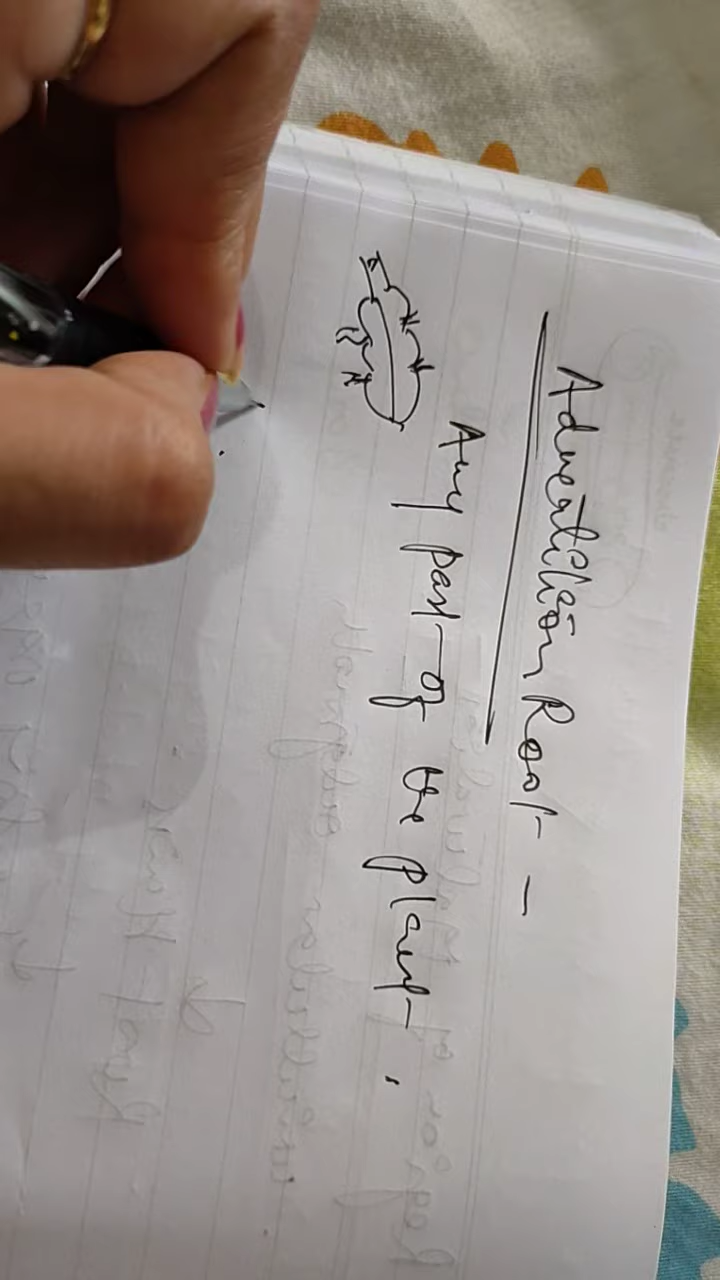 Adventition Root -
Any part of the plant.